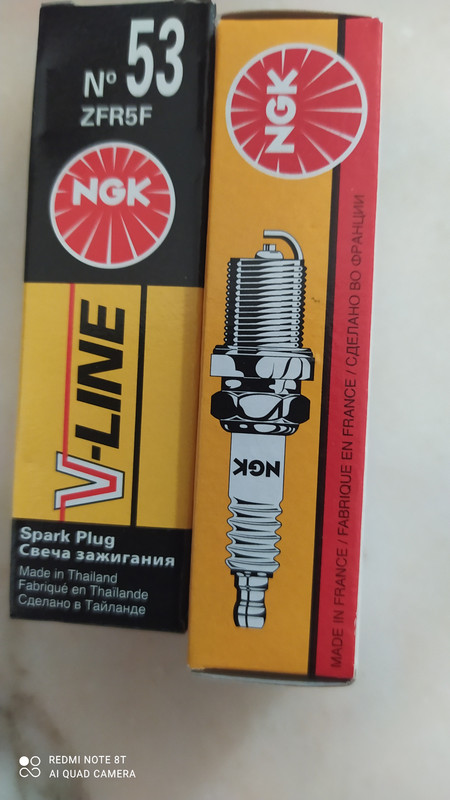 Nº 53
ZFR5F
NGK
V-LINE
Spark Plug
Свеча зажигания
Made in Thailand
Fabriqué en Thaïlande
Сделано в Тайланде
NGK
NGK
MADE IN FRANCE / FABRIQUE EN FRANCE / СДЕЛАНО ВО ФРАНЦИИ
REDMI NOTE 8T
AI QUAD CAMERA